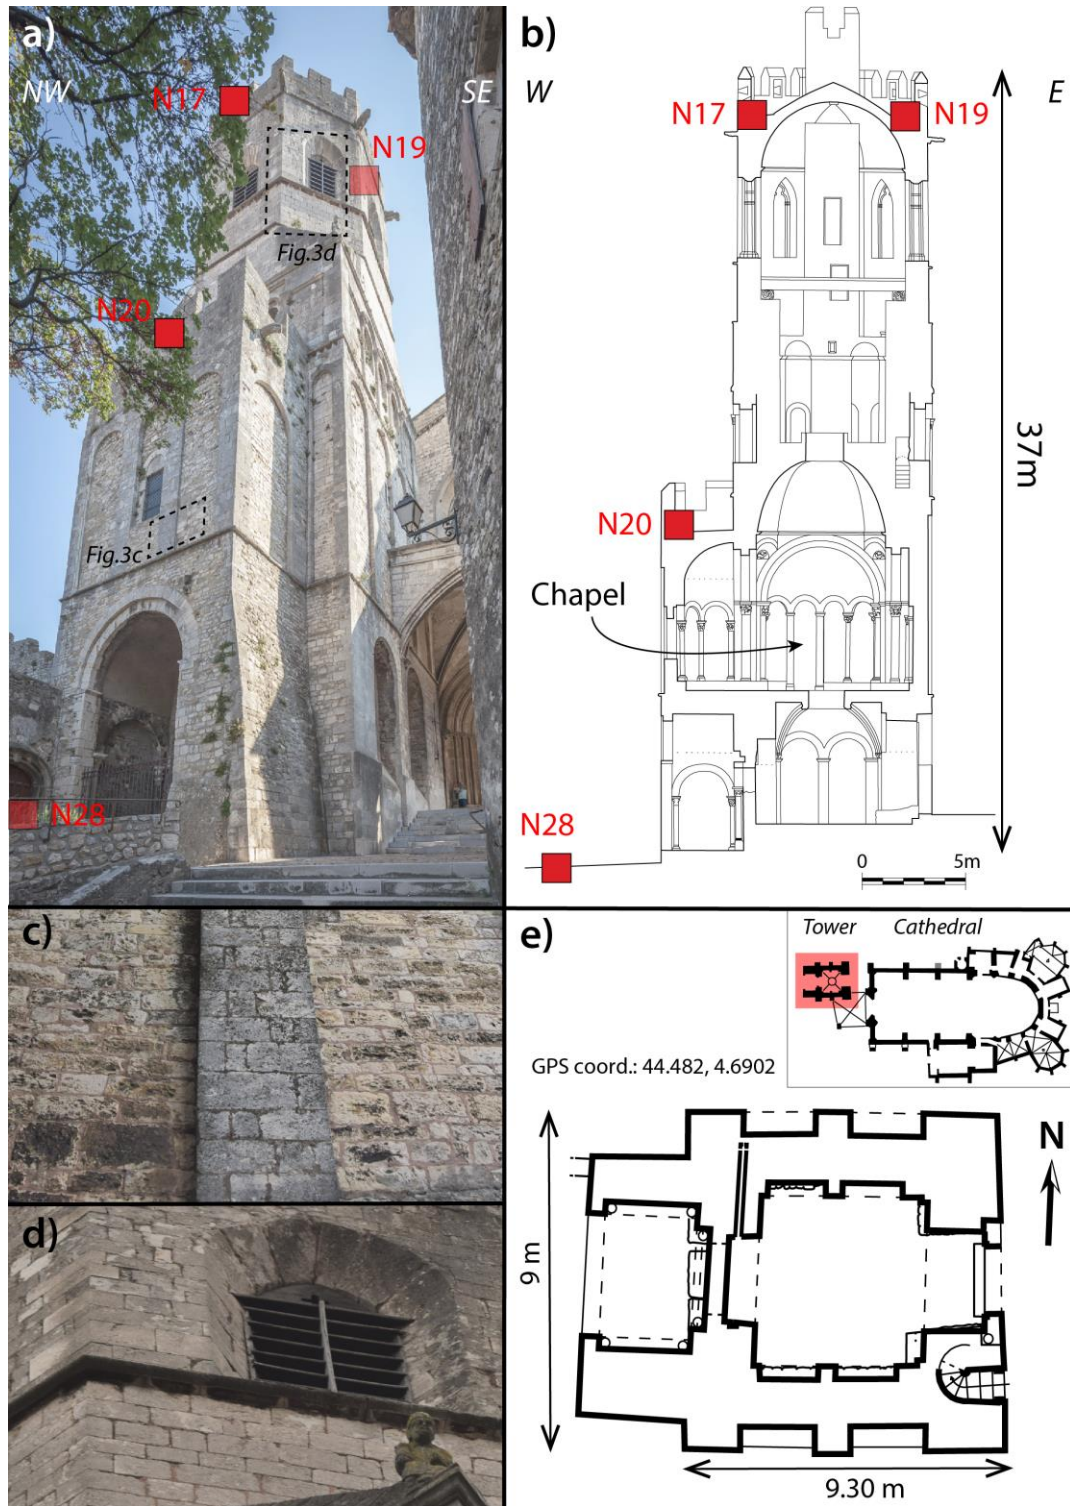 a)
NW
SE
N17
N19
Fig.3d
N20
Fig.3c
N28
b)
W
E
N17
N19
N20
Chapel
37m
N28
0
5m
c)
d)
e)
Tower
Cathedral
GPS coord.: 44.482, 4.6902
N
9 m
9.30 m